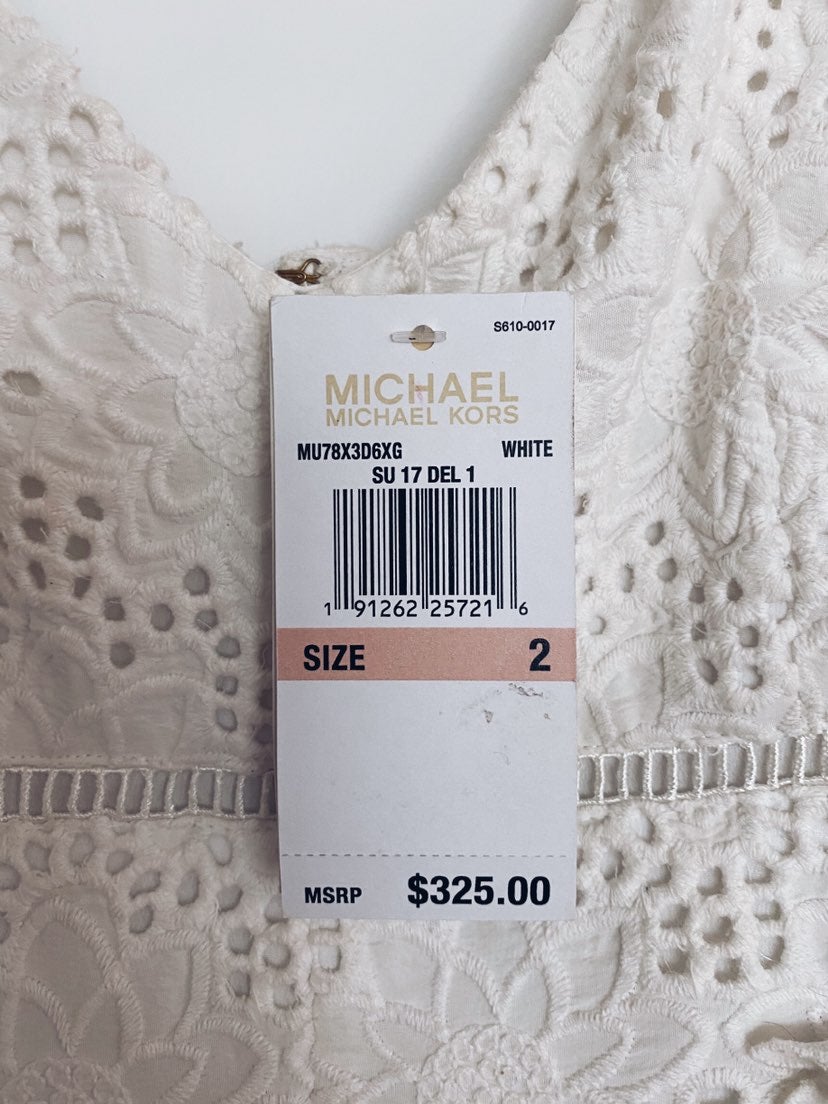 S610-0017
MICHAEL
MICHAEL KORS
MU78X3D6XG WHITE
SU 17 DEL 1
1 91262 25721 6
SIZE 2
MSRP $325.00